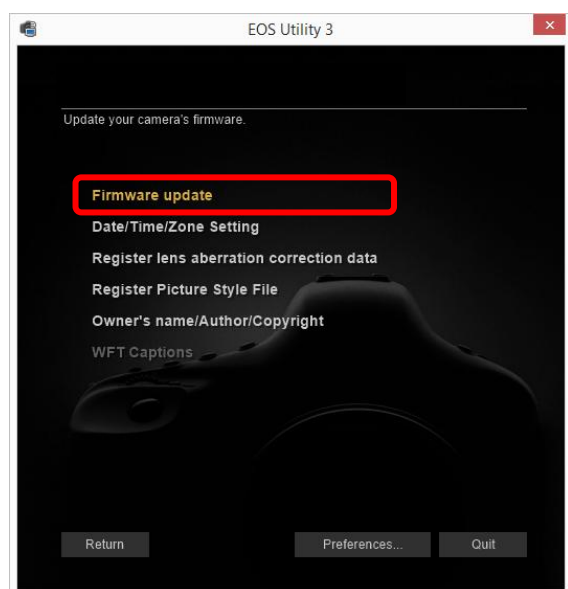 EOS Utility 3
Update your camera's firmware.
Firmware update
Date/Time/Zone Setting
Register lens aberration correction data
Register Picture Style File
Owner's name/Author/Copyright
WFT Captions
Return
Preferences...
Quit